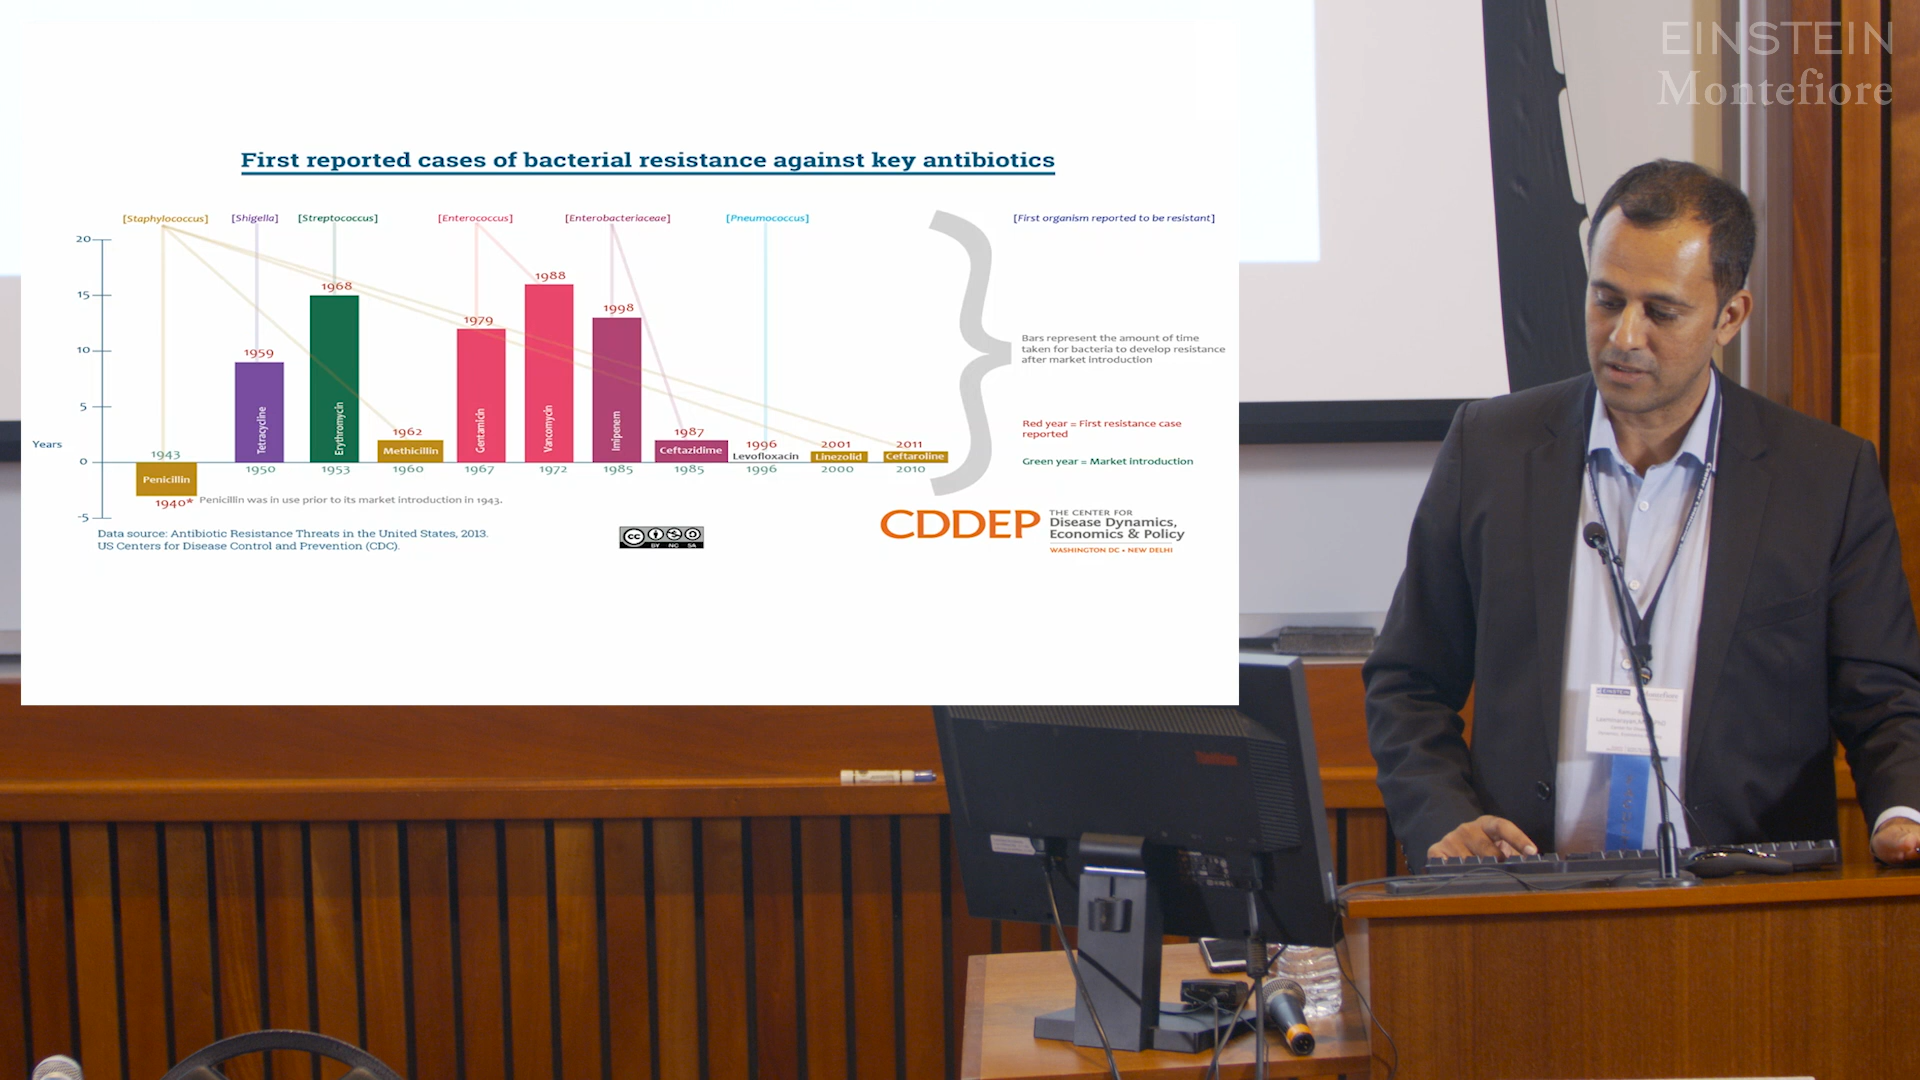 EINSTEIN
Montefiore
First reported cases of bacterial resistance against key antibiotics
[Staphylococcus] [Shigella] [Streptococcus] [Enterococcus] [Enterobacteriaceae] [Pneumococcus] [First organism reported to be resistant]
20
15
10
5
0
-5
Years
1943
Penicillin
1940*
1959
Tetracycline
1950
1968
Erythromycin
1953
1962
Methicillin
1960
1979
Gentamicin
1967
1988
Vancomycin
1972
1998
Imipenem
1985
1987
Ceftazidime
1985
1996
Levofloxacin
1996
2001
Linezolid
2000
2011
Ceftaroline
2010
Penicillin was in use prior to its market introduction in 1943.
Bars represent the amount of time
taken for bacteria to develop resistance
after market introduction
Red year = First resistance case
reported
Green year = Market introduction
Data source: Antibiotic Resistance Threats in the United States, 2013.
US Centers for Disease Control and Prevention (CDC).
cc
BY NC SA
CDDEP
THE CENTER FOR
Disease Dynamics,
Economics & Policy
WASHINGTON DC • NEW DELHI
EINSTEIN Montefiore